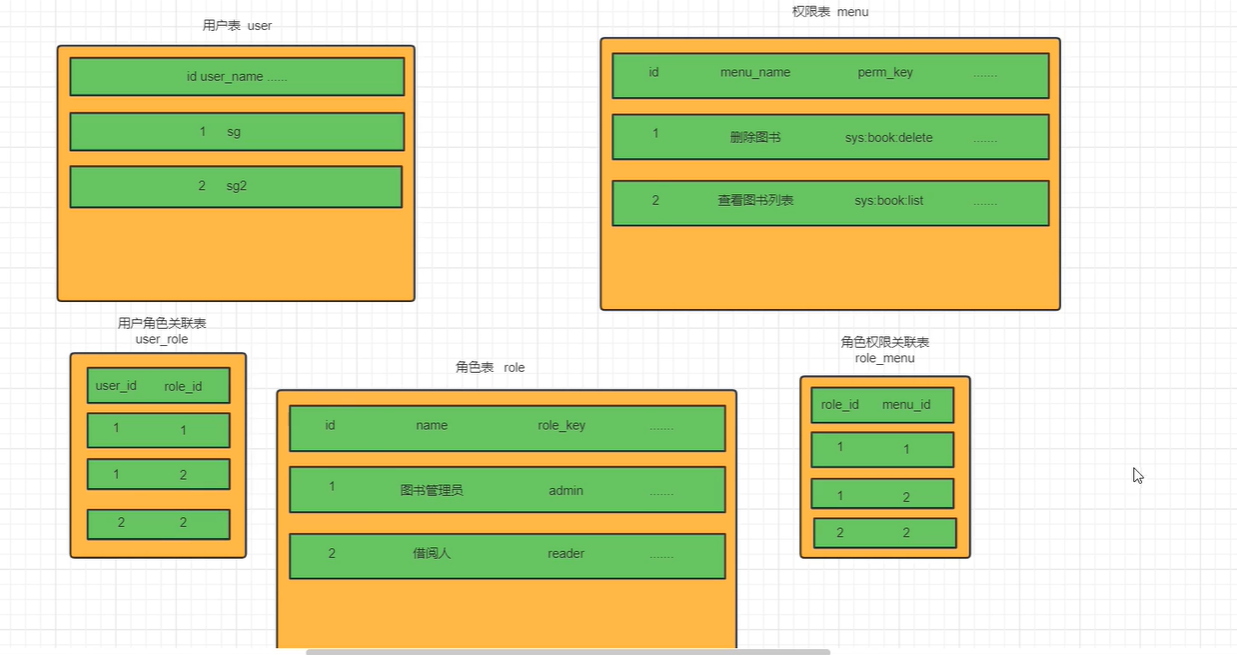 用户表 user
id user_name ......
1 sg
2 sg2
权限表 menu
id menu_name perm_key .......
1 删除图书 sys:book:delete .......
2 查看图书列表 sys:book:list .......
用户角色关联表
user_role
user_id role_id
1 1
1 2
2 2
角色表 role
id name role_key .......
1 图书管理员 admin .......
2 借阅人 reader .......
角色权限关联表
role_menu
role_id menu_id
1 1
1 2
2 2